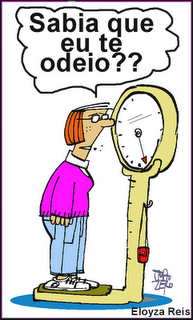 Sabia que
eu te
odeio??
Eloyza Reis